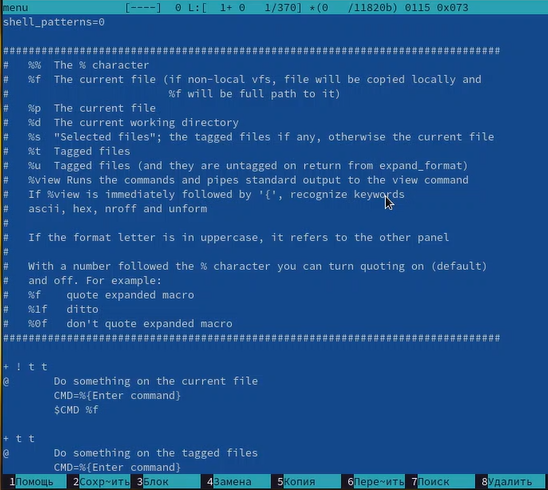 menu [----] 0 L:[ 1+ 0 1/370] *(0 /11820b) 0115 0x073
shell_patterns=0
##############################################################################
# %% The % character
# %f The current file (if non-local vfs, file will be copied locally and
# %f will be full path to it)
# %p The current file
# %d The current working directory
# %s "Selected files"; the tagged files if any, otherwise the current file
# %t Tagged files
# %u Tagged files (and they are untagged on return from expand_format)
# %view Runs the commands and pipes standard output to the view command
# If %view is immediately followed by '{', recognize keywords
# ascii, hex, nroff and unform
#
# If the format letter is in uppercase, it refers to the other panel
#
# With a number followed the % character you can turn quoting on (default)
# and off. For example:
# %f quote expanded macro
# %1f ditto
# %0f don't quote expanded macro
##############################################################################
+ ! t t
@ Do something on the current file
CMD=%{Enter command}
$CMD %f
+ t t
@ Do something on the tagged files
CMD=%{Enter command}
1Помощь 2Сохр~ить 3Блок 4Замена 5Копия 6Пере~ить 7Поиск 8Удалить